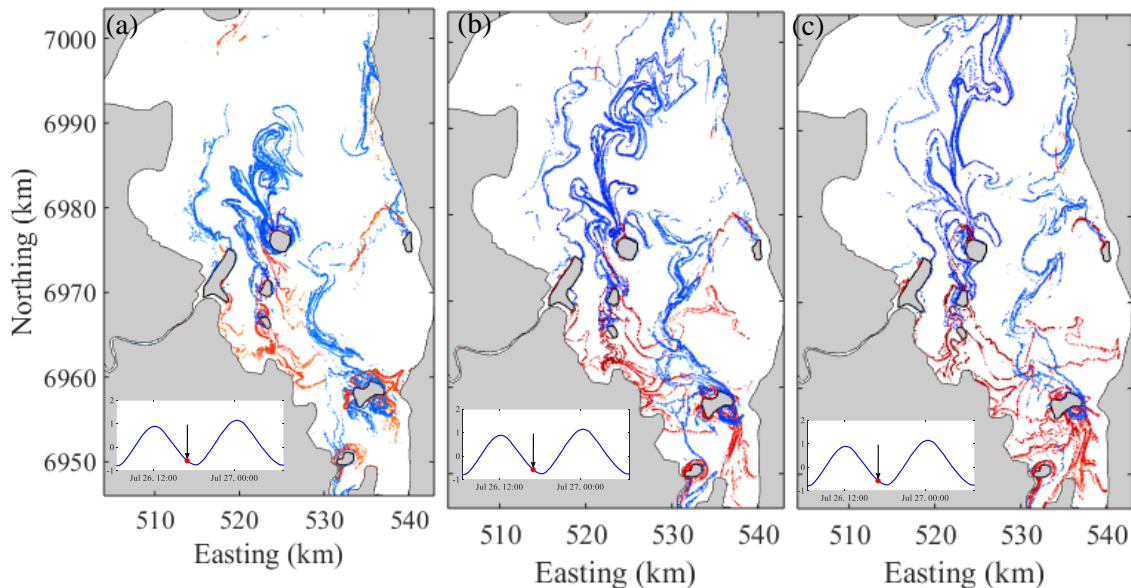 (a)
(b)
(c)
7000
6990
6980
6970
6960
6950
Northing (km)
2
1
0
-1
Jul 26, 12:00
Jul 27, 00:00
2
1
0
-1
Jul 26, 12:00
Jul 27, 00:00
2
1
0
-1
Jul 26, 12:00
Jul 27, 00:00
510 520 530 540
510 520 530 540
510 520 530 540
Easting (km)
Easting (km)
Easting (km)